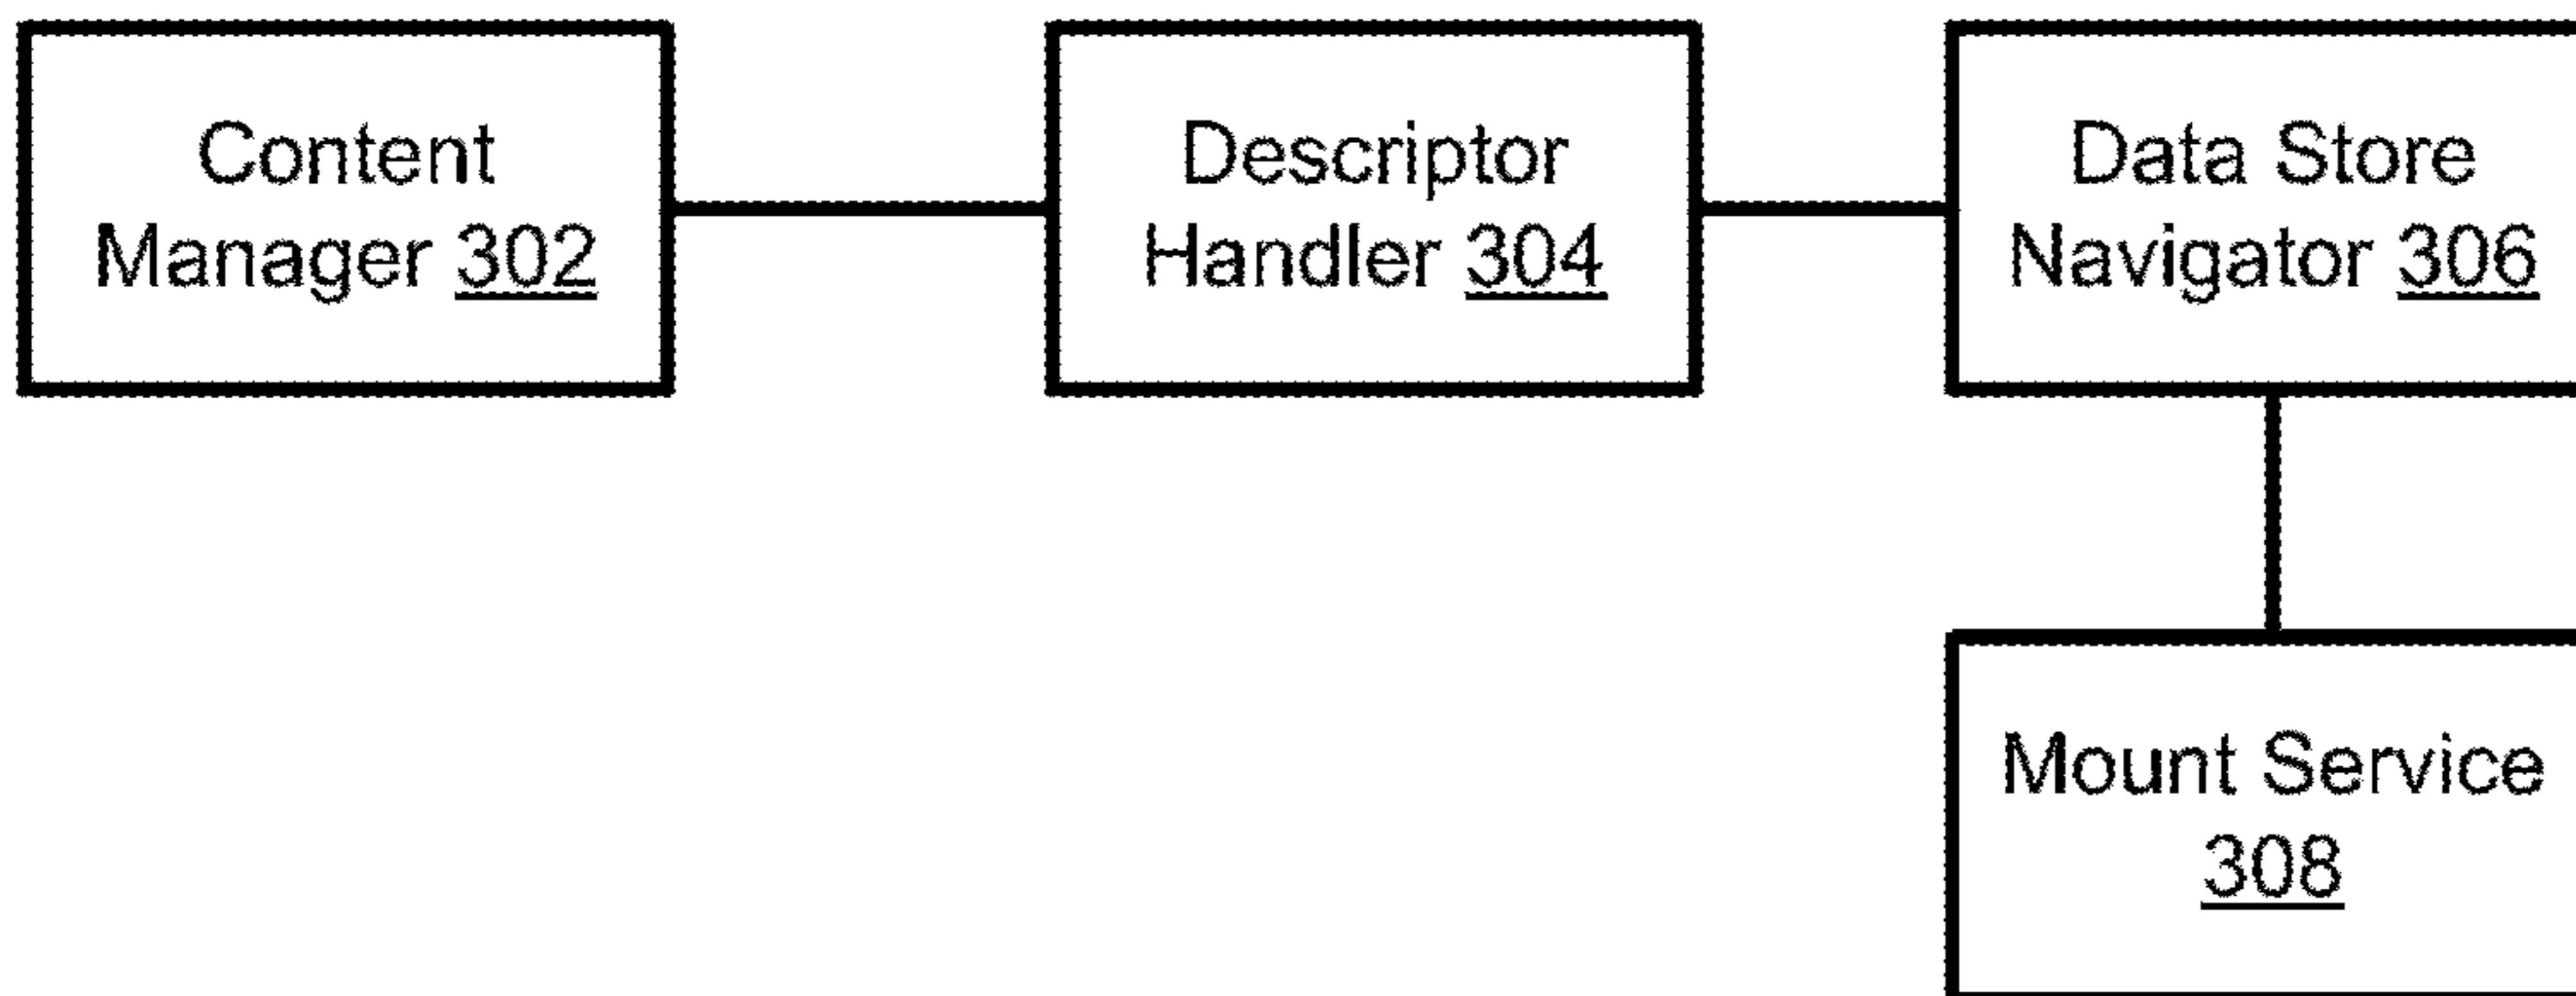 Content
Manager 302
Descriptor
Handler 304
Data Store
Navigator 306
Mount Service
308